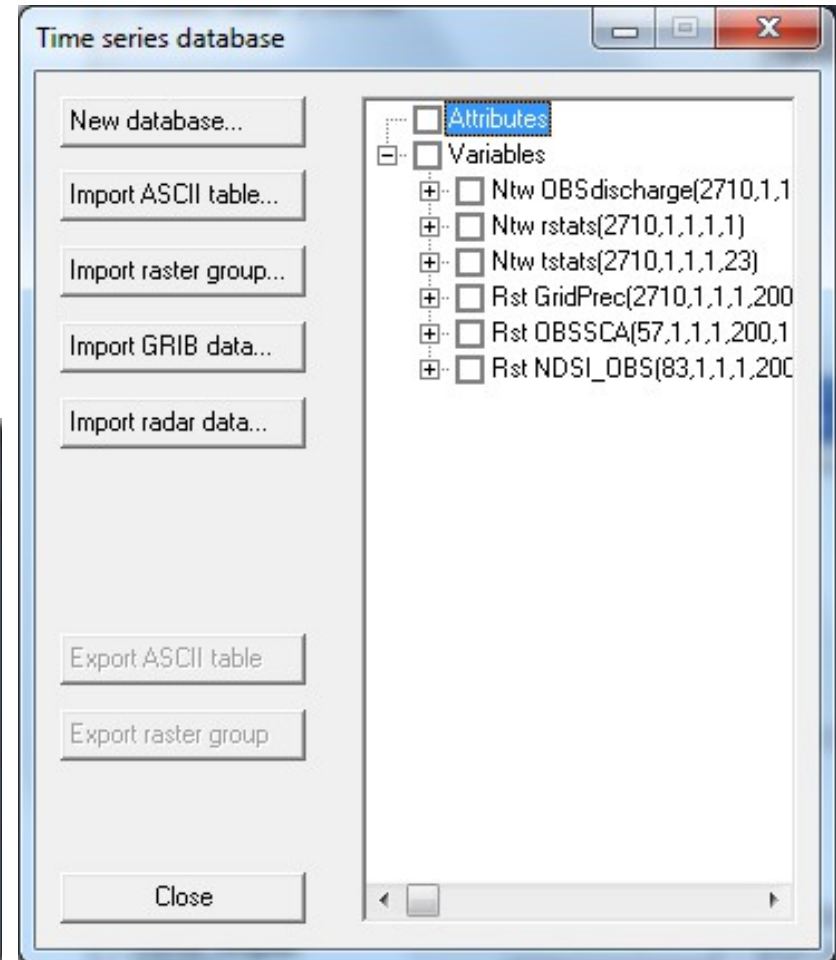 Time series database
New database...
Import ASCII table...
Import raster group...
Import GRIB data...
Import radar data...
Export ASCII table
Export raster group
Close
Attributes
Variables
Ntw OBSdischarge(2710,1,1
Ntw rstats(2710,1,1,1,1)
Ntw tstats(2710,1,1,1,23)
Rst GridPrec(2710,1,1,1,200
Rst OBSSCA(57,1,1,1,200,1
Rst NDSI_OBS(83,1,1,1,200